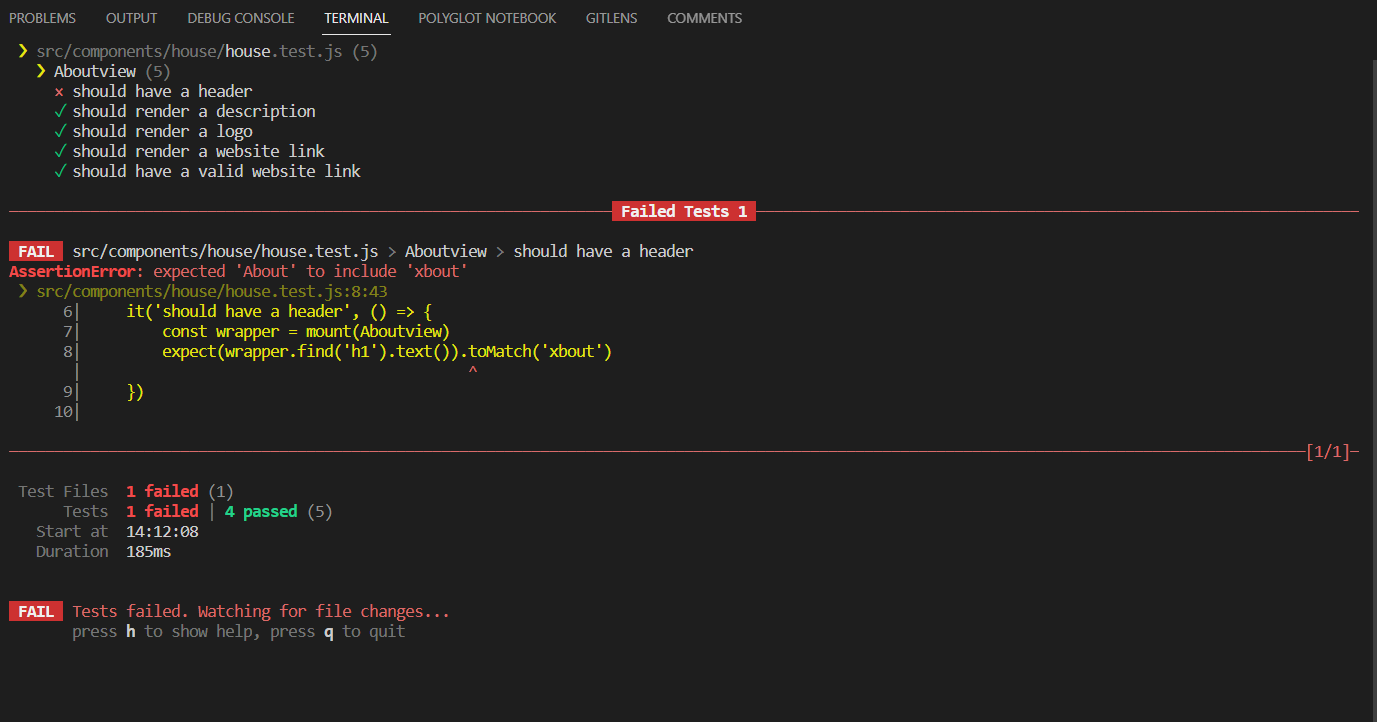 PROBLEMS OUTPUT DEBUG CONSOLE TERMINAL POLYGLOT NOTEBOOK GITLENS COMMENTS
❯ src/components/house/house.test.js (5)
❯ Aboutview (5)
× should have a header
✓ should render a description
✓ should render a logo
✓ should render a website link
✓ should have a valid website link
Failed Tests 1
FAIL src/components/house/house.test.js > Aboutview > should have a header
AssertionError: expected 'About' to include 'xbout'
❯ src/components/house/house.test.js:8:43
6| it('should have a header', () => {
7| const wrapper = mount(Aboutview)
8| expect(wrapper.find('h1').text()).toMatch('xbout')
| ^
9| })
10|
[1/1]
Test Files 1 failed (1)
Tests 1 failed | 4 passed (5)
Start at 14:12:08
Duration 185ms
FAIL Tests failed. Watching for file changes...
press h to show help, press q to quit